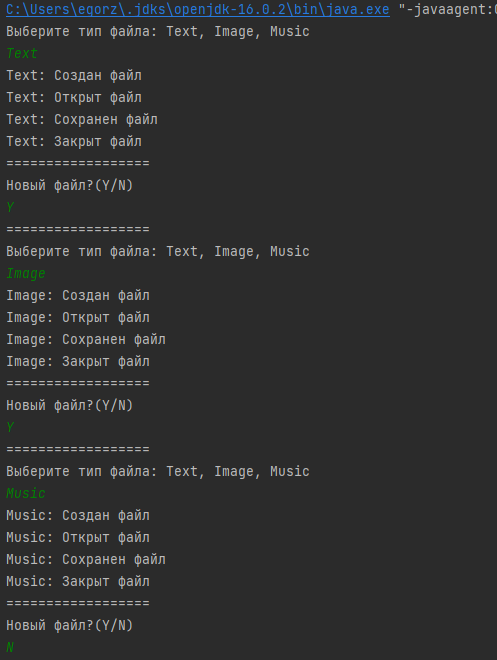 C:\Users\egorz\.jdks\openjdk-16.0.2\bin\java.exe "-javaagent:
Выберите тип файла: Text, Image, Music
Text
Text: Создан файл
Text: Открыт файл
Text: Сохранен файл
Text: Закрыт файл
==================
Новый файл?(Y/N)
Y
==================
Выберите тип файла: Text, Image, Music
Image
Image: Создан файл
Image: Открыт файл
Image: Сохранен файл
Image: Закрыт файл
==================
Новый файл?(Y/N)
Y
==================
Выберите тип файла: Text, Image, Music
Music
Music: Создан файл
Music: Открыт файл
Music: Сохранен файл
Music: Закрыт файл
==================
Новый файл?(Y/N)
N